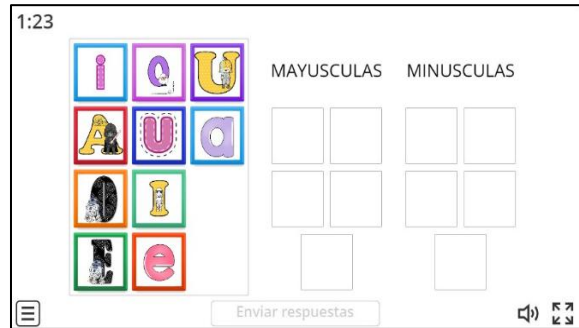 1:23
i o U
MAYUSCULAS MINUSCULAS
A U a
O I
E e
Enviar respuestas